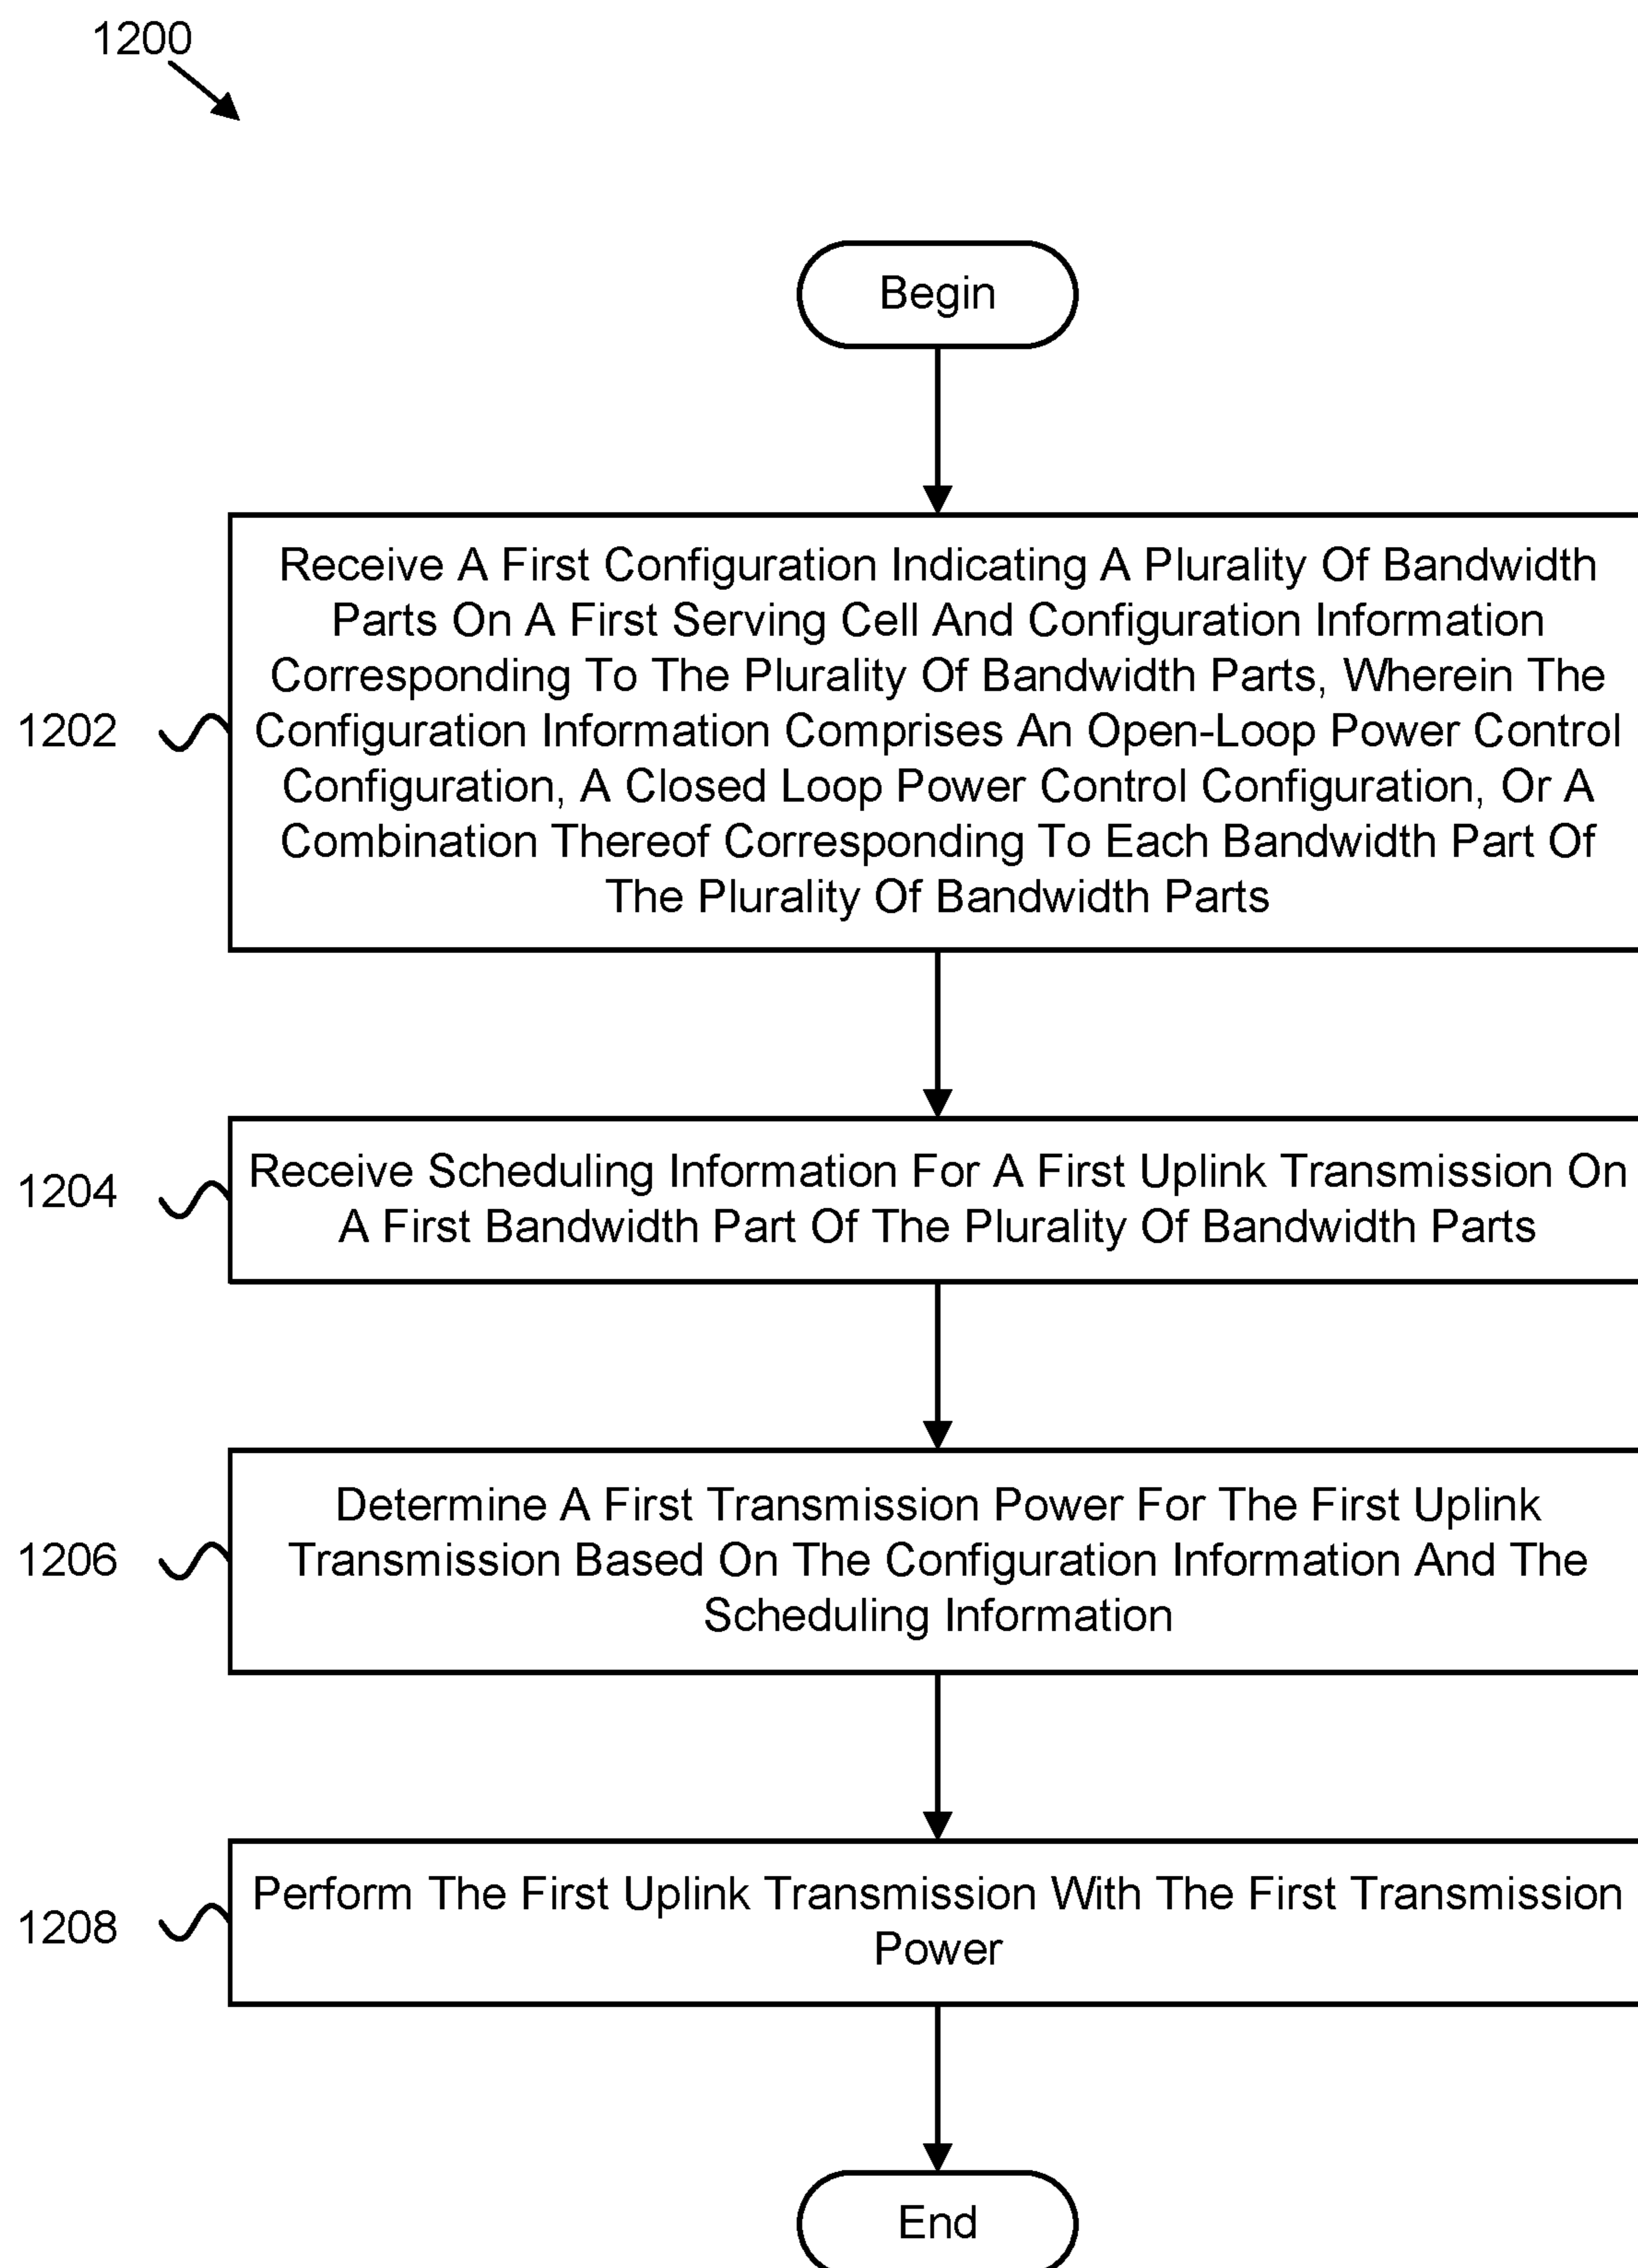 1200
Begin
1202
Receive A First Configuration Indicating A Plurality Of Bandwidth
Parts On A First Serving Cell And Configuration Information
Corresponding To The Plurality Of Bandwidth Parts, Wherein The
Configuration Information Comprises An Open-Loop Power Control
Configuration, A Closed Loop Power Control Configuration, Or A
Combination Thereof Corresponding To Each Bandwidth Part Of
The Plurality Of Bandwidth Parts
1204
Receive Scheduling Information For A First Uplink Transmission On
A First Bandwidth Part Of The Plurality Of Bandwidth Parts
1206
Determine A First Transmission Power For The First Uplink
Transmission Based On The Configuration Information And The
Scheduling Information
1208
Perform The First Uplink Transmission With The First Transmission
Power
End